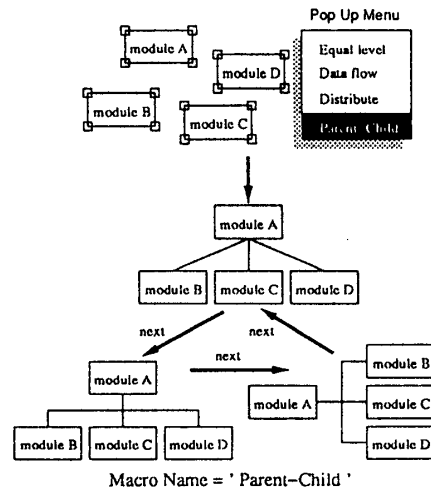 Pop Up Menu
module A
Equal level
module D
Data flow
Distribute
module B
module C
Parent-Child
module A
module B
module C
module D
next
next
module A
next
module B
module A
module C
module B
module C
module D
module D
Macro Name = ' Parent-Child '